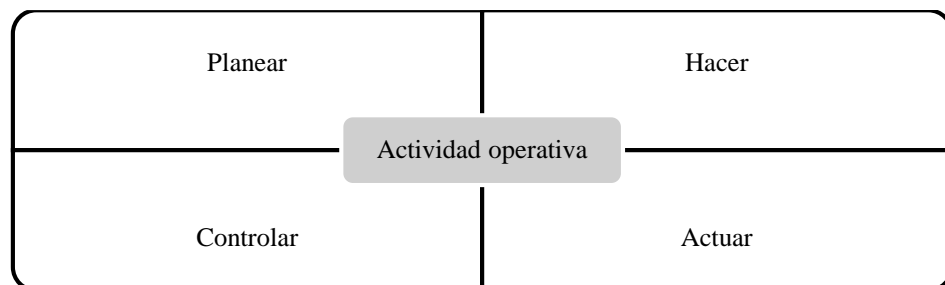 Planear
Hacer
Actividad operativa
Controlar
Actuar